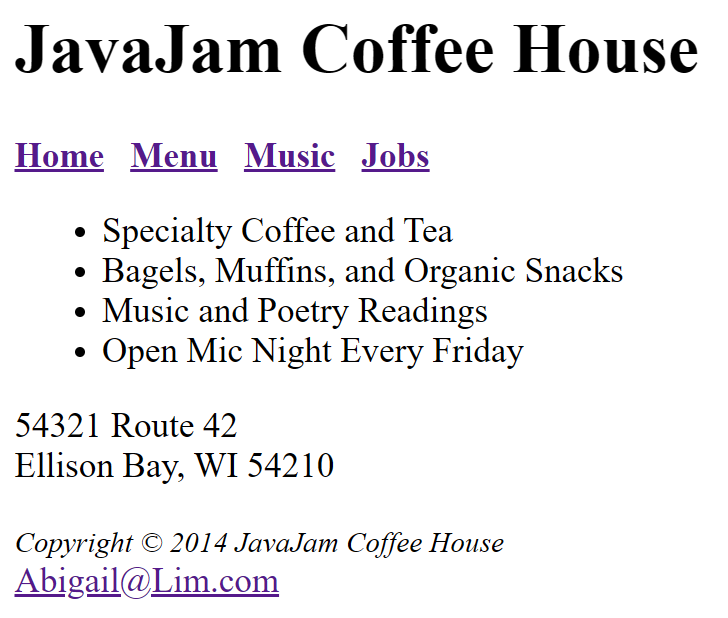 JavaJam Coffee House
Home Menu Music Jobs
• Specialty Coffee and Tea
• Bagels, Muffins, and Organic Snacks
• Music and Poetry Readings
• Open Mic Night Every Friday
54321 Route 42
Ellison Bay, WI 54210
Copyright © 2014 JavaJam Coffee House
Abigail@Lim.com